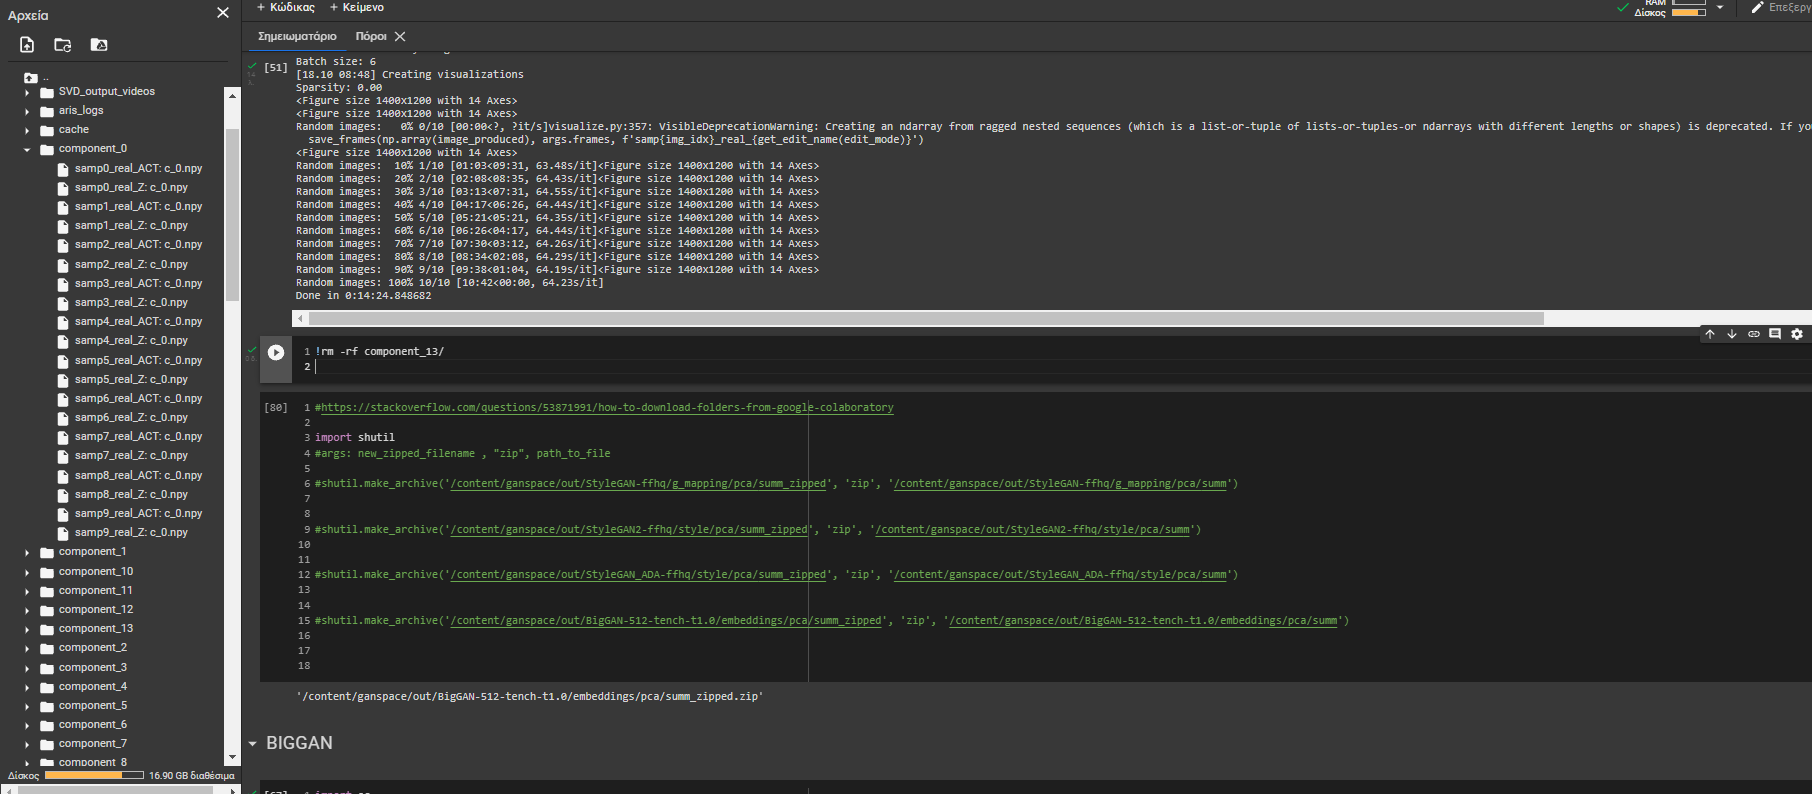 Αρχεία
..
SVD_output_videos
aris_logs
cache
component_0
samp0_real_ACT: c_0.npy
samp0_real_Z: c_0.npy
samp1_real_ACT: c_0.npy
samp1_real_Z: c_0.npy
samp2_real_ACT: c_0.npy
samp2_real_Z: c_0.npy
samp3_real_ACT: c_0.npy
samp3_real_Z: c_0.npy
samp4_real_ACT: c_0.npy
samp4_real_Z: c_0.npy
samp5_real_ACT: c_0.npy
samp5_real_Z: c_0.npy
samp6_real_ACT: c_0.npy
samp6_real_Z: c_0.npy
samp7_real_ACT: c_0.npy
samp7_real_Z: c_0.npy
samp8_real_ACT: c_0.npy
samp8_real_Z: c_0.npy
samp9_real_ACT: c_0.npy
samp9_real_Z: c_0.npy
component_1
component_10
component_11
component_12
component_13
component_2
component_3
component_4
component_5
component_6
component_7
component_8
Δίσκος 16.90 GB διαθέσιμα
+ Κώδικας + Κείμενο
RAM
Δίσκος
Επεξεργ
Σημειωματάριο Πόροι
[51]
Batch size: 6
[18.10 08:48] Creating visualizations
Sparsity: 0.00
<Figure size 1400x1200 with 14 Axes>
<Figure size 1400x1200 with 14 Axes>
Random images:   0% 0/10 [00:00<?, ?it/s]visualize.py:357: VisibleDeprecationWarning: Creating an ndarray from ragged nested sequences (which is a list-or-tuple of lists-or-tuples-or ndarrays with different lengths or shapes) is deprecated. If you
  save_frames(np.array(image_produced), args.frames, f'samp{img_idx}_real_{get_edit_name(edit_mode)}')
<Figure size 1400x1200 with 14 Axes>
Random images:  10% 1/10 [01:03<09:31, 63.48s/it]<Figure size 1400x1200 with 14 Axes>
Random images:  20% 2/10 [02:08<08:35, 64.43s/it]<Figure size 1400x1200 with 14 Axes>
Random images:  30% 3/10 [03:13<07:31, 64.55s/it]<Figure size 1400x1200 with 14 Axes>
Random images:  40% 4/10 [04:17<06:26, 64.44s/it]<Figure size 1400x1200 with 14 Axes>
Random images:  50% 5/10 [05:21<05:21, 64.35s/it]<Figure size 1400x1200 with 14 Axes>
Random images:  60% 6/10 [06:26<04:17, 64.44s/it]<Figure size 1400x1200 with 14 Axes>
Random images:  70% 7/10 [07:30<03:12, 64.26s/it]<Figure size 1400x1200 with 14 Axes>
Random images:  80% 8/10 [08:34<02:08, 64.29s/it]<Figure size 1400x1200 with 14 Axes>
Random images:  90% 9/10 [09:38<01:04, 64.19s/it]<Figure size 1400x1200 with 14 Axes>
Random images: 100% 10/10 [10:42<00:00, 64.23s/it]
Done in 0:14:24.848682
1 !rm -rf component_13/
2
[80]
1 #https://stackoverflow.com/questions/53871991/how-to-download-folders-from-google-colaboratory
2
3 import shutil
4 #args: new_zipped_filename , "zip", path_to_file
5
6 #shutil.make_archive('/content/ganspace/out/StyleGAN-ffhq/g_mapping/pca/summ_zipped', 'zip', '/content/ganspace/out/StyleGAN-ffhq/g_mapping/pca/summ')
7
8
9 #shutil.make_archive('/content/ganspace/out/StyleGAN2-ffhq/style/pca/summ_zipped', 'zip', '/content/ganspace/out/StyleGAN2-ffhq/style/pca/summ')
10
11
12 #shutil.make_archive('/content/ganspace/out/StyleGAN_ADA-ffhq/style/pca/summ_zipped', 'zip', '/content/ganspace/out/StyleGAN_ADA-ffhq/style/pca/summ')
13
14
15 #shutil.make_archive('/content/ganspace/out/BigGAN-512-tench-t1.0/embeddings/pca/summ_zipped', 'zip', '/content/ganspace/out/BigGAN-512-tench-t1.0/embeddings/pca/summ')
16
17
18
'/content/ganspace/out/BigGAN-512-tench-t1.0/embeddings/pca/summ_zipped.zip'
BIGGAN